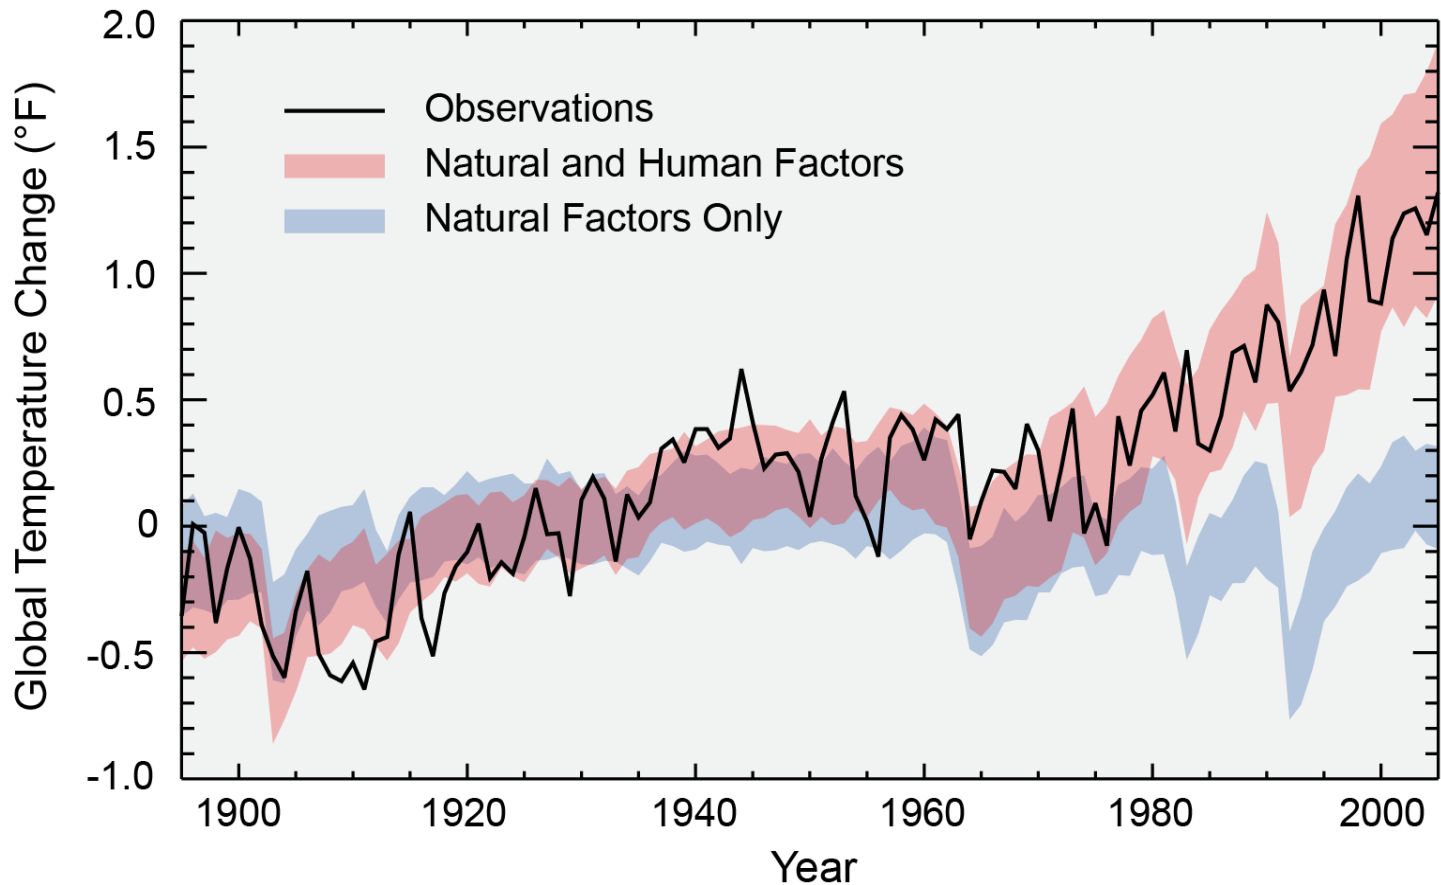 Global Temperature Change (°F)
2.0
1.5
1.0
0.5
0
-0.5
-1.0
Observations
Natural and Human Factors
Natural Factors Only
1900 1920 1940 1960 1980 2000
Year